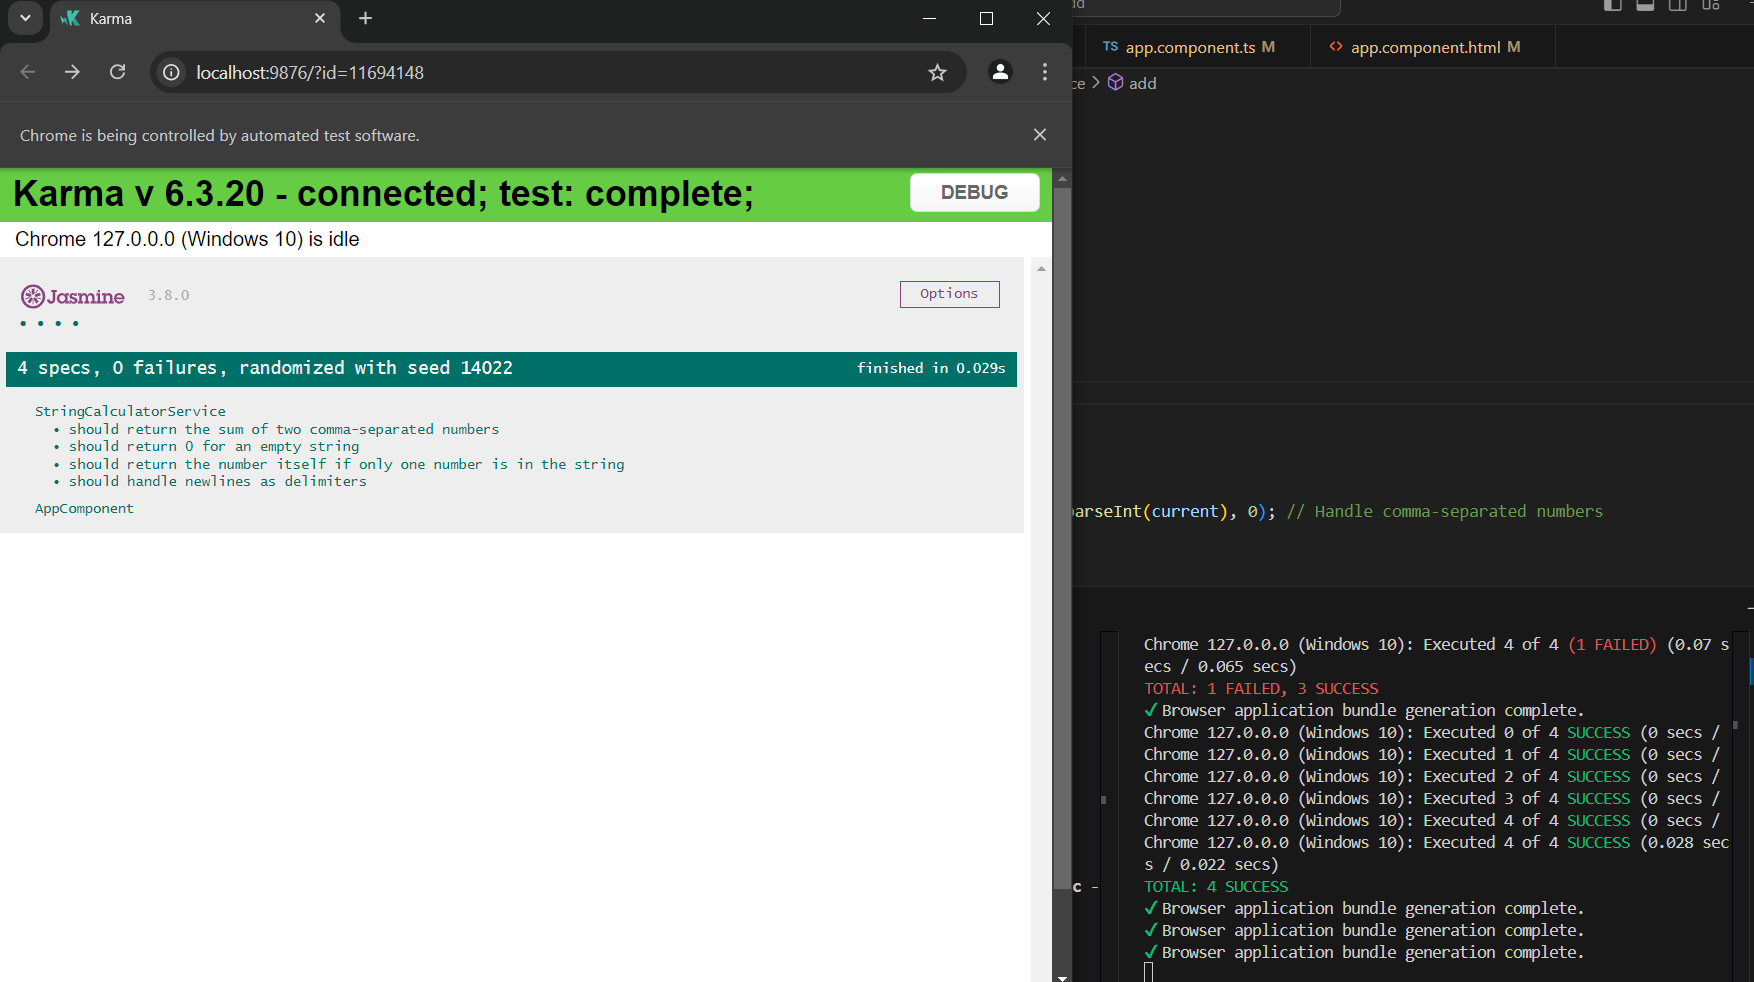 Karma
localhost:9876/?id=11694148
Chrome is being controlled by automated test software.
Karma v 6.3.20 - connected; test: complete;
DEBUG
Chrome 127.0.0.0 (Windows 10) is idle
Jasmine 3.8.0
Options
4 specs, 0 failures, randomized with seed 14022
finished in 0.029s
StringCalculatorService
• should return the sum of two comma-separated numbers
• should return 0 for an empty string
• should return the number itself if only one number is in the string
• should handle newlines as delimiters
AppComponent
dd
TS app.component.ts M
<> app.component.html M
ce > add
parseInt(current), 0); // Handle comma-separated numbers
c -
Chrome 127.0.0.0 (Windows 10): Executed 4 of 4 (1 FAILED) (0.07 s
ecs / 0.065 secs)
TOTAL: 1 FAILED, 3 SUCCESS
✓ Browser application bundle generation complete.
Chrome 127.0.0.0 (Windows 10): Executed 0 of 4 SUCCESS (0 secs /
Chrome 127.0.0.0 (Windows 10): Executed 1 of 4 SUCCESS (0 secs /
Chrome 127.0.0.0 (Windows 10): Executed 2 of 4 SUCCESS (0 secs /
Chrome 127.0.0.0 (Windows 10): Executed 3 of 4 SUCCESS (0 secs /
Chrome 127.0.0.0 (Windows 10): Executed 4 of 4 SUCCESS (0 secs /
Chrome 127.0.0.0 (Windows 10): Executed 4 of 4 SUCCESS (0.028 sec
s / 0.022 secs)
TOTAL: 4 SUCCESS
✓ Browser application bundle generation complete.
✓ Browser application bundle generation complete.
✓ Browser application bundle generation complete.